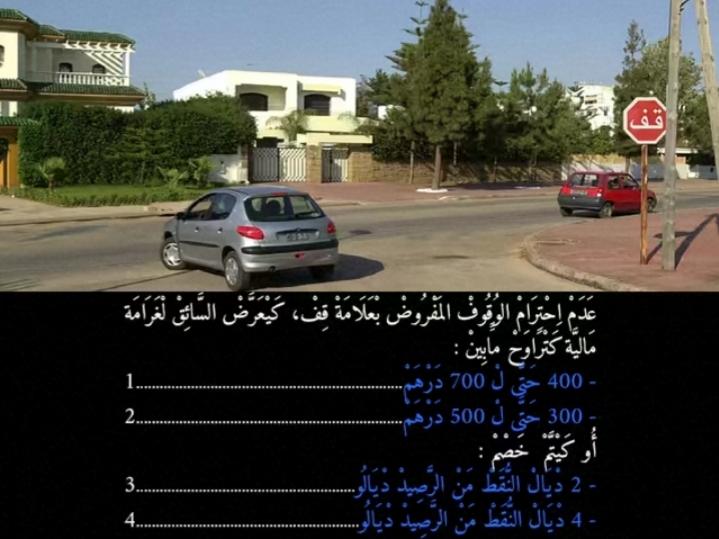 قف
عَدَمْ اِحْتِرَامْ الوُقُوفْ المَفْرُوضْ بْعَلَامَةْ قِفْ، كَيْعَرَّضْ السَّائِقْ لْغَرَامَة
مَالِيَّة كَتْرَاوَحْ مَابِينْ :
- 400 حَتَّى لْ 700 دَرْهَمْ......................................................1
- 300 حَتَّى لْ 500 دَرْهَمْ......................................................2
أُو كَيْتَّمْ خَصْمْ :
- 2 دْيَالْ النُّقَطْ مَنْ الرَّصِيدْ دْيَالُو.............................................3
- 4 دْيَالْ النُّقَطْ مَنْ الرَّصِيدْ دْيَالُو.............................................4